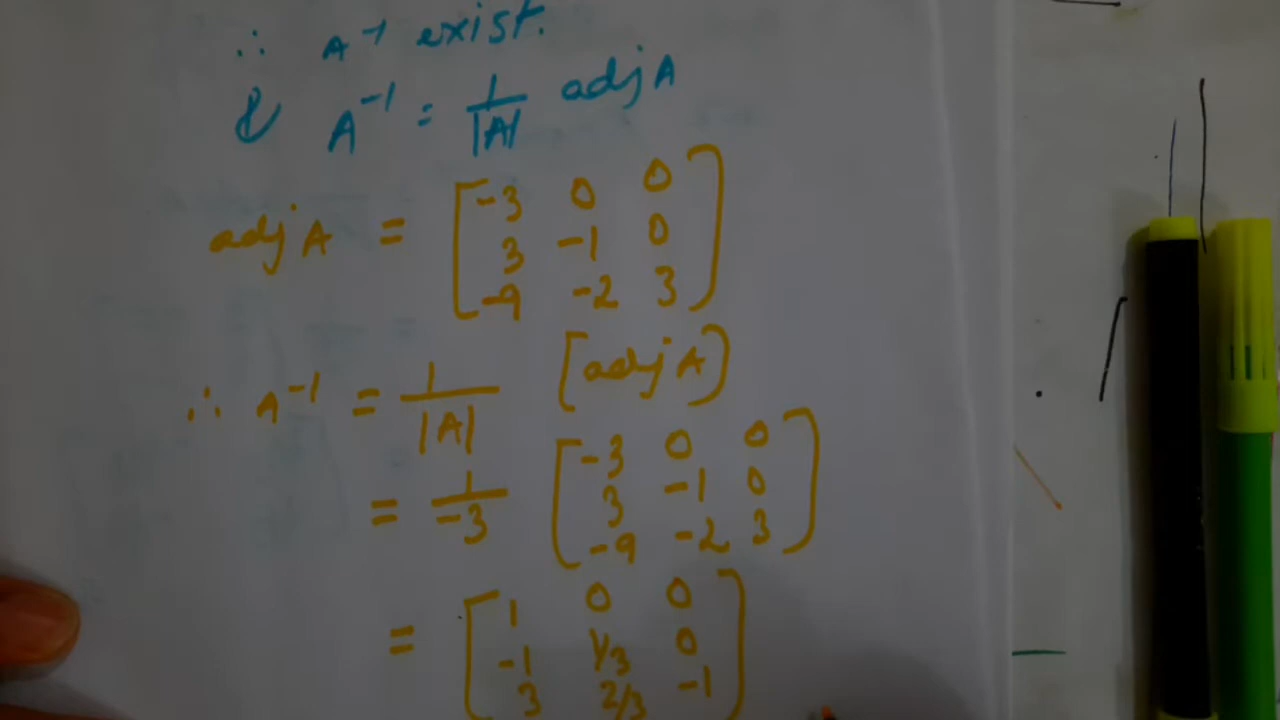 ∴ A⁻¹ exist.
& A⁻¹ = 1/|A| adj A
adj A = [-3 0 0
3 -1 0
-9 -2 3]
∴ A⁻¹ = 1/|A| [adj A]
= 1/-3 [-3 0 0
3 -1 0
-9 -2 3]
= [1 0 0
-1 1/3 0
3 2/3 -1]